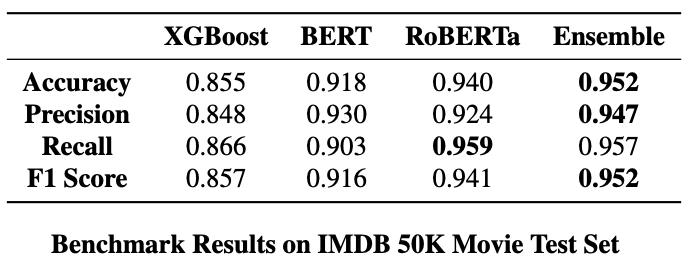 XGBoost BERT RoBERTa Ensemble
Accuracy 0.855 0.918 0.940 0.952
Precision 0.848 0.930 0.924 0.947
Recall 0.866 0.903 0.959 0.957
F1 Score 0.857 0.916 0.941 0.952
Benchmark Results on IMDB 50K Movie Test Set